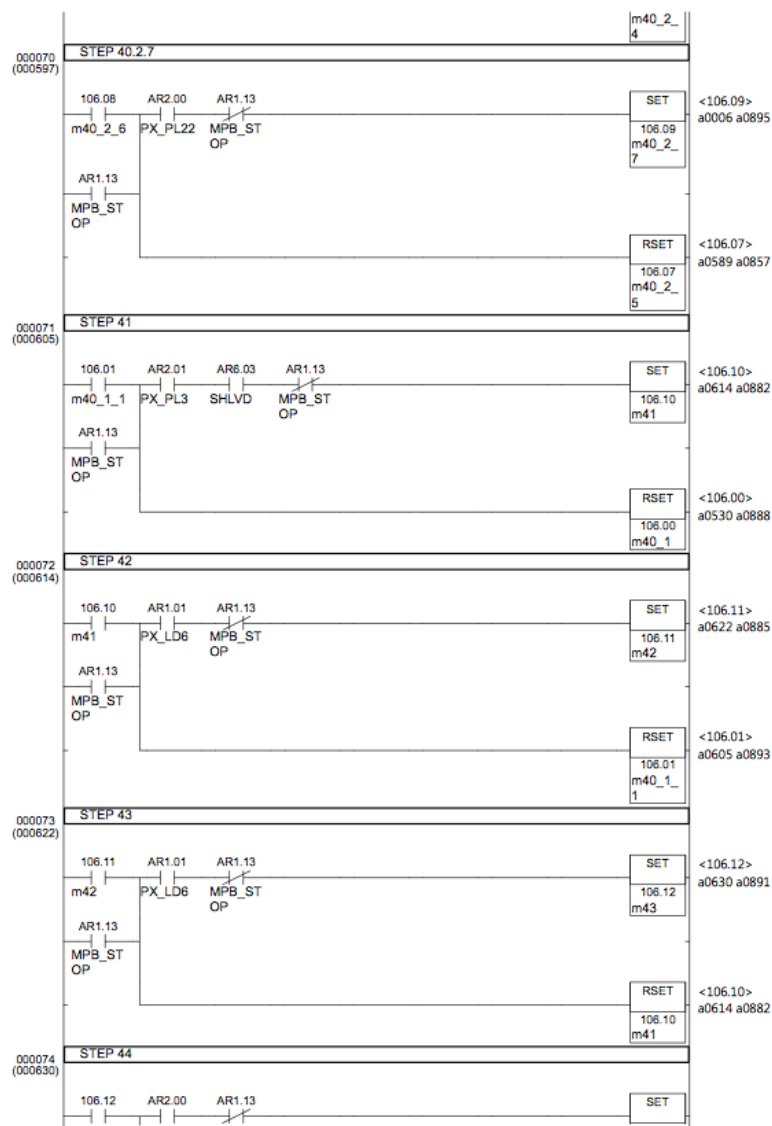 m40_2_
4
000070
(000597)
STEP 40.2.7
106.08 AR2.00 AR1.13 SET <106.09>
a0006 a0895
m40_2_6 PX_PL22 MPB_ST
OP
106.09
m40_2_
7
AR1.13
MPB_ST
OP
RSET <106.07>
a0589 a0857
106.07
m40_2_
5
000071
(000605)
STEP 41
106.01 AR2.01 AR6.03 AR1.13 SET <106.10>
a0614 a0882
m40_1_1 PX_PL3 SHLVD MPB_ST
OP
106.10
m41
AR1.13
MPB_ST
OP
RSET <106.00>
a0530 a0888
106.00
m40_1
000072
(000614)
STEP 42
106.10 AR1.01 AR1.13 SET <106.11>
a0622 a0885
m41 PX_LD6 MPB_ST
OP
106.11
m42
AR1.13
MPB_ST
OP
RSET <106.01>
a0605 a0893
106.01
m40_1_
1
000073
(000622)
STEP 43
106.11 AR1.01 AR1.13 SET <106.12>
a0630 a0891
m42 PX_LD6 MPB_ST
OP
106.12
m43
AR1.13
MPB_ST
OP
RSET <106.10>
a0614 a0882
106.10
m41
000074
(000630)
STEP 44
106.12 AR2.00 AR1.13 SET